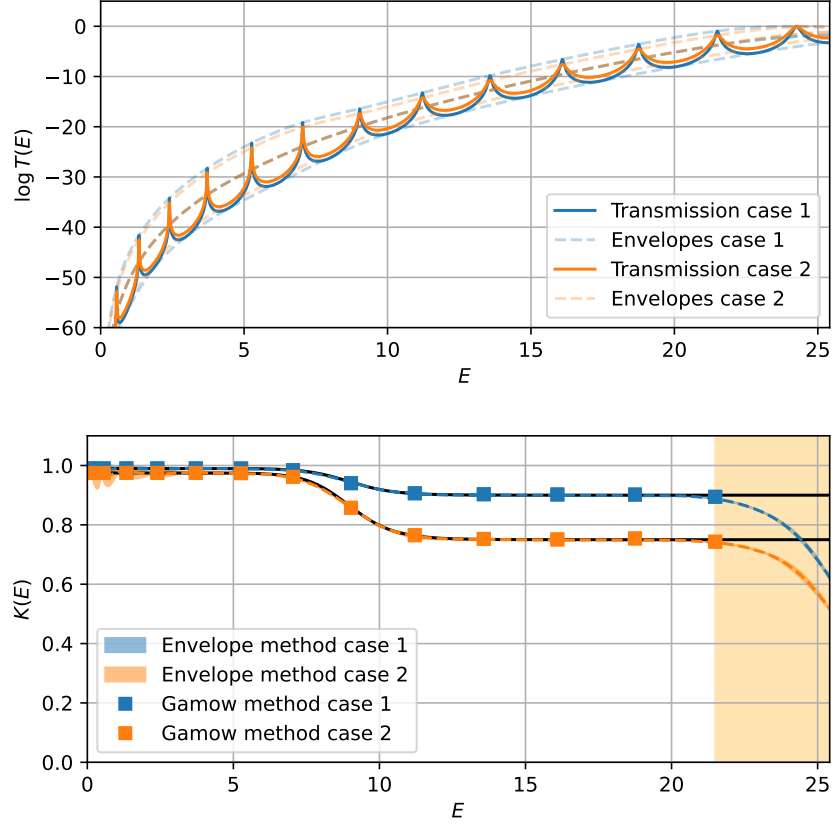 0
−10
−20
−30
−40
−50
−60
log T(E)
0 5 10 15 20 25
E
Transmission case 1
Envelopes case 1
Transmission case 2
Envelopes case 2
1.0
0.8
0.6
0.4
0.2
0.0
K(E)
0 5 10 15 20 25
E
Envelope method case 1
Envelope method case 2
Gamow method case 1
Gamow method case 2